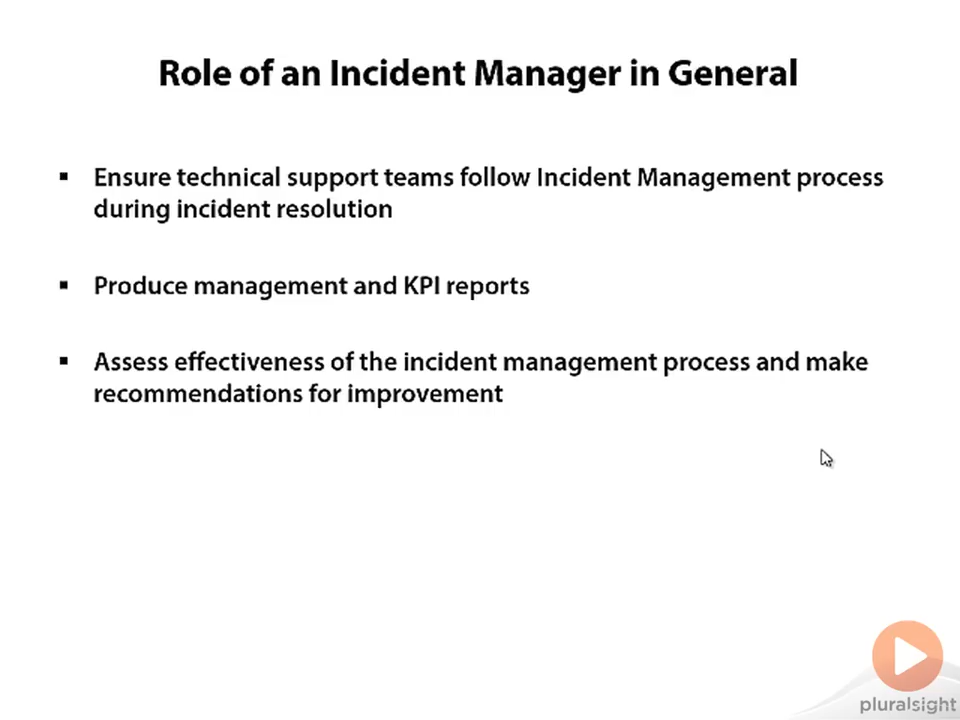 Role of an Incident Manager in General
▪ Ensure technical support teams follow Incident Management process
during incident resolution
▪ Produce management and KPI reports
▪ Assess effectiveness of the incident management process and make
recommendations for improvement
pluralsight